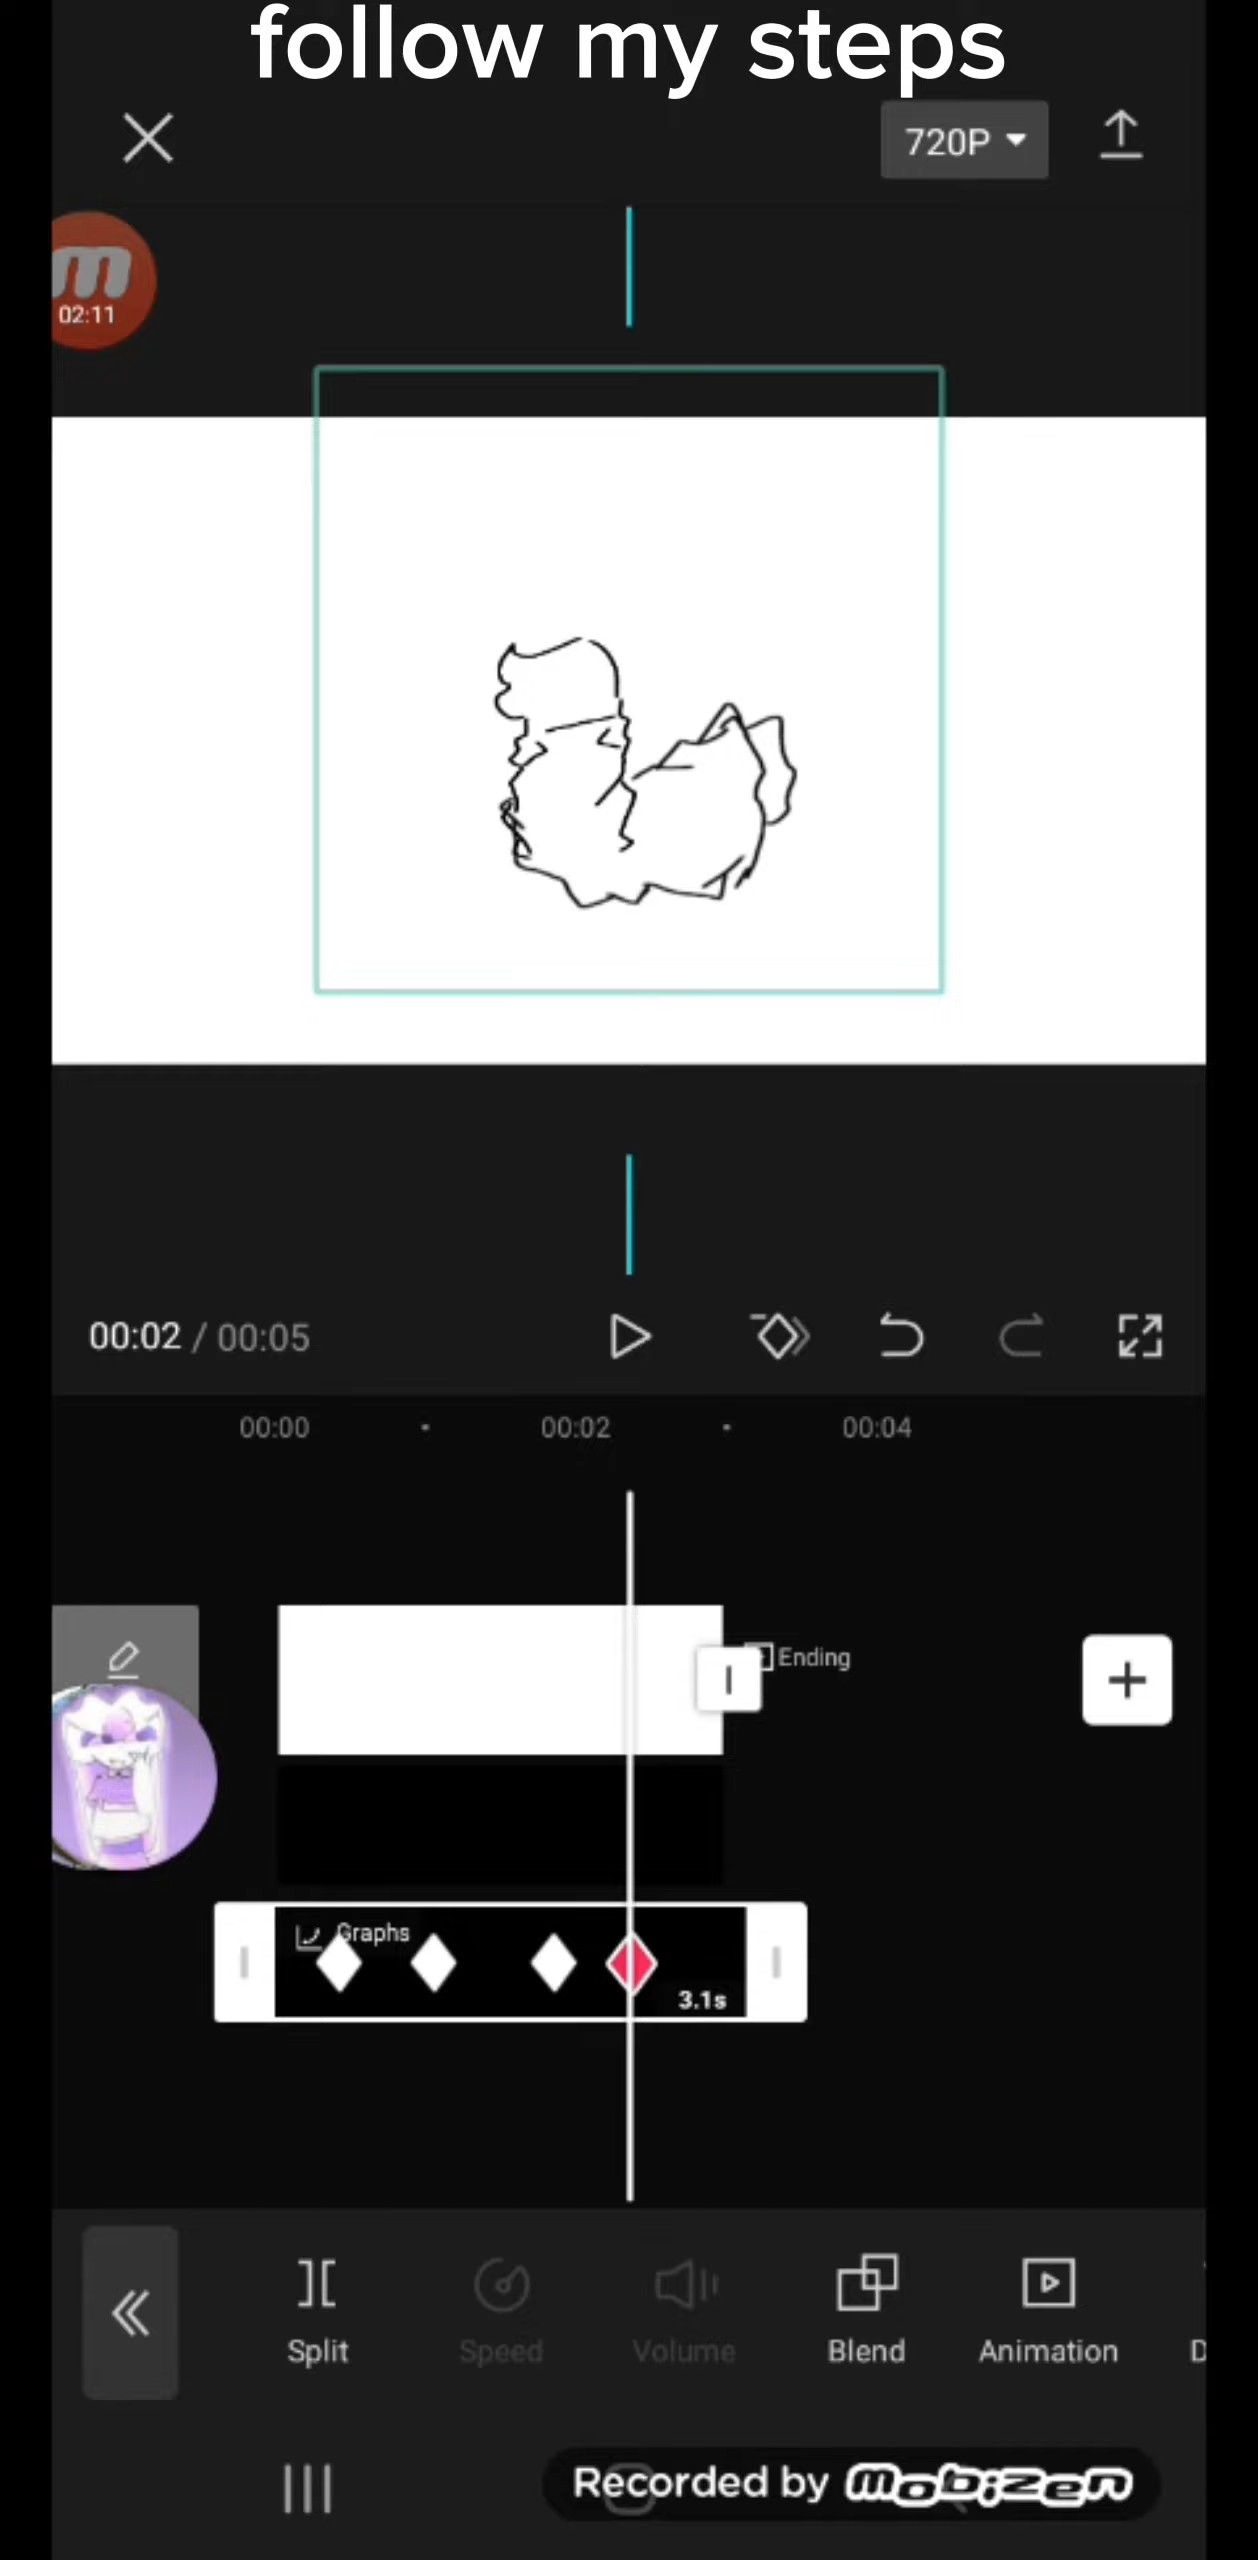 follow my steps
720P
m
02:11
00:02 / 00:05
00:00 00:02 00:04
Ending
Graphs
3.1s
Split Speed Volume Blend Animation D
Recorded by mobizen